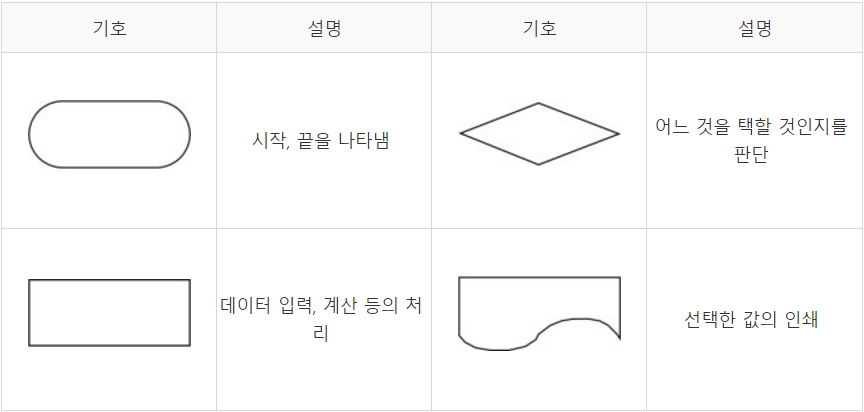 기호 설명 기호 설명
시작, 끝을 나타냄
어느 것을 택할 것인지를
판단
데이터 입력, 계산 등의 처
리
선택한 값의 인쇄